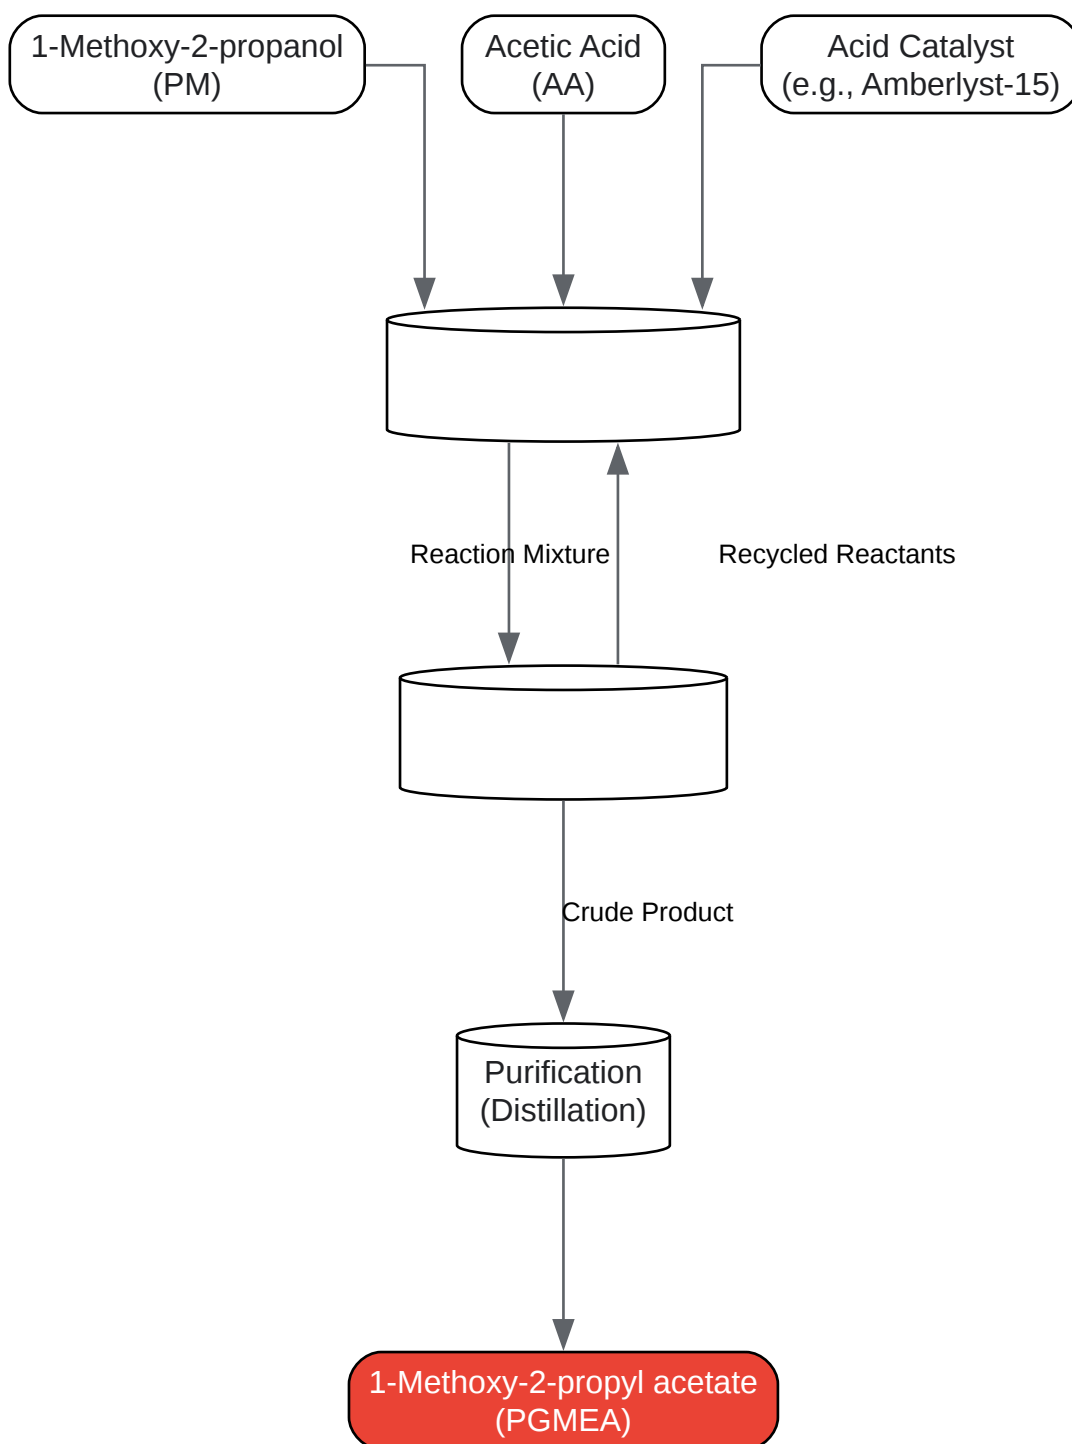 1-Methoxy-2-propanol
(PM)
Acetic Acid
(AA)
Acid Catalyst
(e.g., Amberlyst-15)
Reaction Mixture
Recycled Reactants
Crude Product
Purification
(Distillation)
1-Methoxy-2-propyl acetate
(PGMEA)